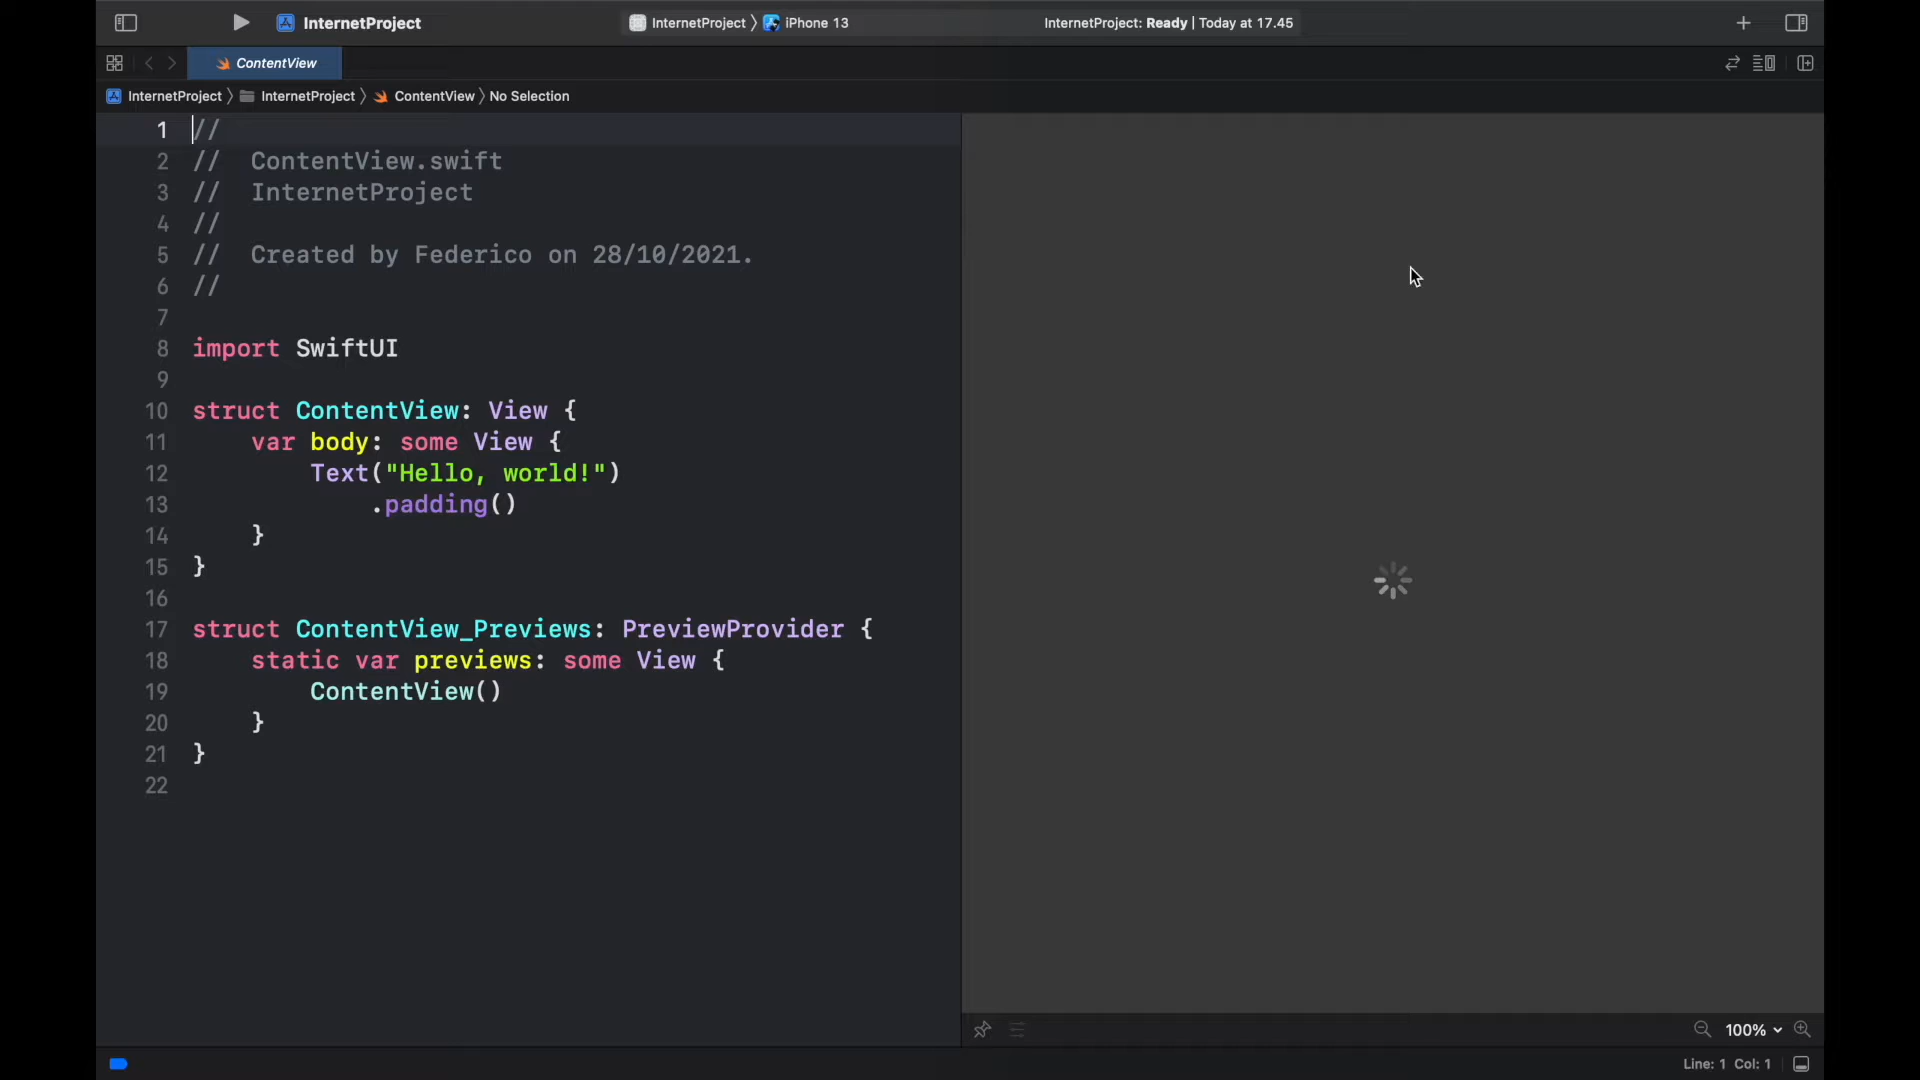 InternetProject
InternetProject 〉 iPhone 13
InternetProject: Ready | Today at 17.45
ContentView
InternetProject 〉 InternetProject 〉 ContentView 〉 No Selection
1 //
2 //  ContentView.swift
3 //  InternetProject
4 //
5 //  Created by Federico on 28/10/2021.
6 //
7
8 import SwiftUI
9
10 struct ContentView: View {
11     var body: some View {
12         Text("Hello, world!")
13             .padding()
14     }
15 }
16
17 struct ContentView_Previews: PreviewProvider {
18     static var previews: some View {
19         ContentView()
20     }
21 }
22
100%
Line: 1 Col: 1